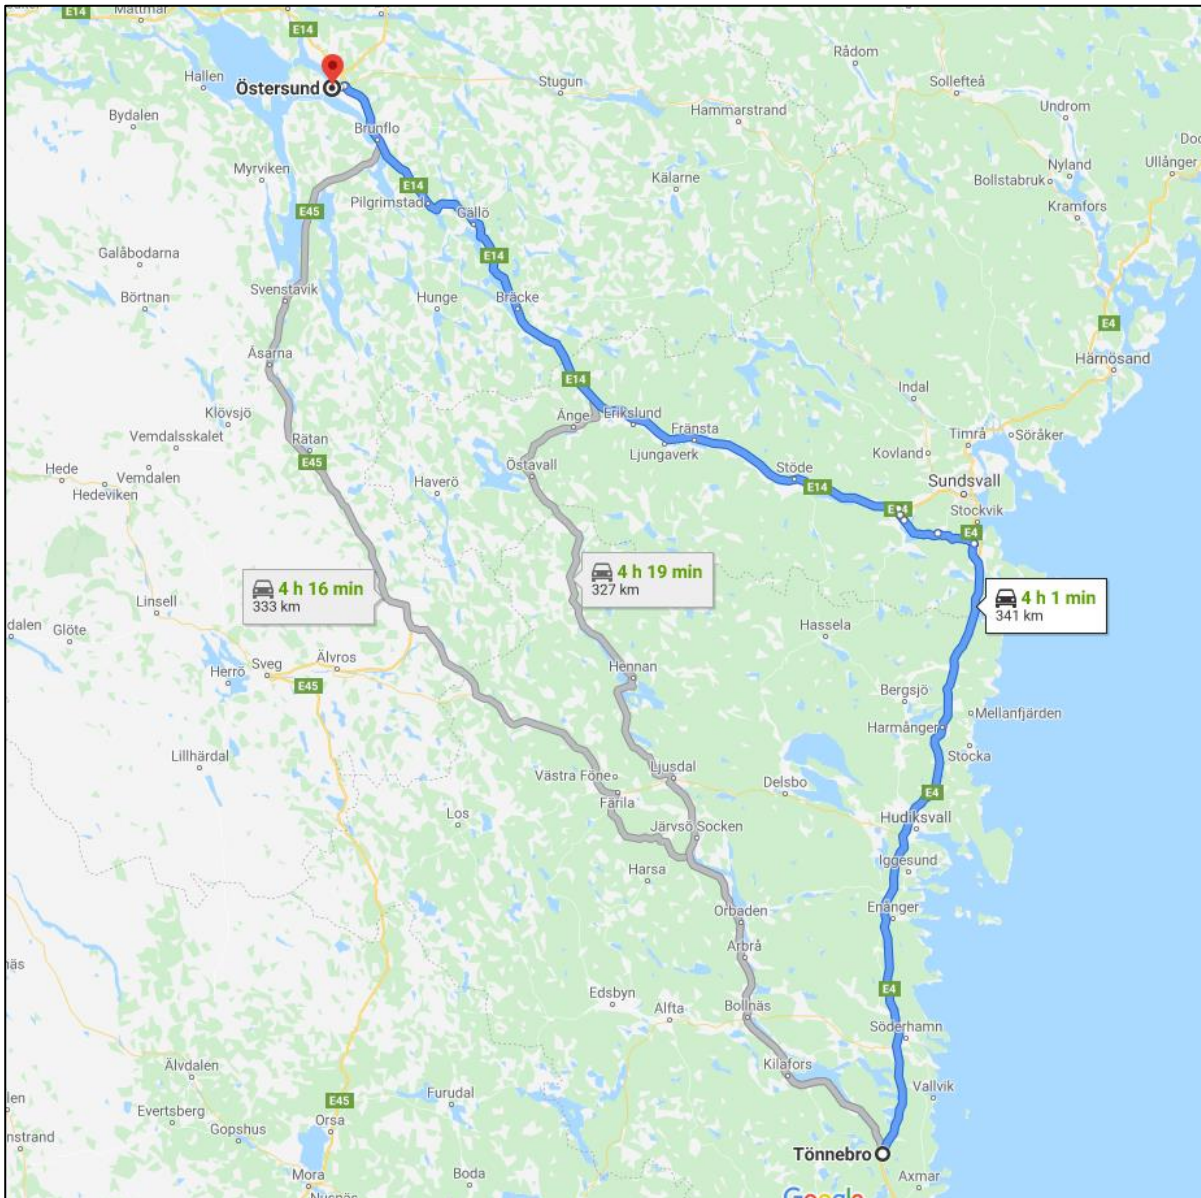 E14
Mattmar
E14
Rådom
Hallen
Östersund
Stugun
Sollefteå
Bydalen
Hammarstrand
Undrom
Brunflo
Myrviken
Nyland
Ullånger
Bollstabruk
Kälarne
E14
Pilgrimstad
E45
Gällö
Kramfors
Galåbodarna
E14
Svenstavik
Börtnan
Hunge
Bräcke
E4
Härnösand
Åsarna
E14
Indal
Klövsjö
Ånge
Erikslund
Fränsta
Vemdalsskalet
Rätan
Timrå
Söråker
Ljungaverk
Kovland
Hede
Vemdalen
E45
Östavall
Stöde
Hedeviken
Haverö
E14
Sundsvall
E14
Stockvik
E4
4 h 16 min
333 km
4 h 19 min
327 km
4 h 1 min
341 km
Linsell
Glöte
Hassela
Herrö
Sveg
Älvros
Hennan
E45
Bergsjö
Mellanfjärden
Harmånger
Stocka
Lillhärdal
Västra Föne
Ljusdal
Delsbo
E4
Färila
Los
Järvsö Socken
Hudiksvall
Harsa
Iggesund
Orbaden
Enånger
Arbrå
Edsbyn
E4
Alfta
Bollnäs
Söderhamn
Älvdalen
Kilafors
Furudal
Vallvik
E45
Evertsberg
Orsa
Gopshus
Tönnebro
Mora
Boda
Axmar
Google